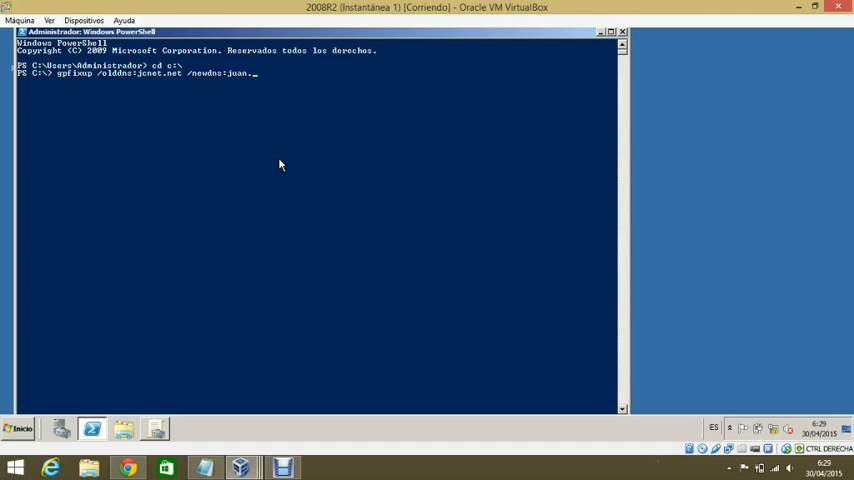 2008R2 (Instantánea 1) [Corriendo] - Oracle VM VirtualBox
Máquina Ver Dispositivos Ayuda
Administrador: Windows PowerShell
Windows PowerShell
Copyright (C) 2009 Microsoft Corporation. Reservados todos los derechos.
PS C:\Users\Administrador> cd c:\
PS C:\> gpfixup /olddns:jcnet.net /newdns:juan._
Inicio
ES
6:29
30/04/2015
CTRL DERECHA
6:29
30/04/2015